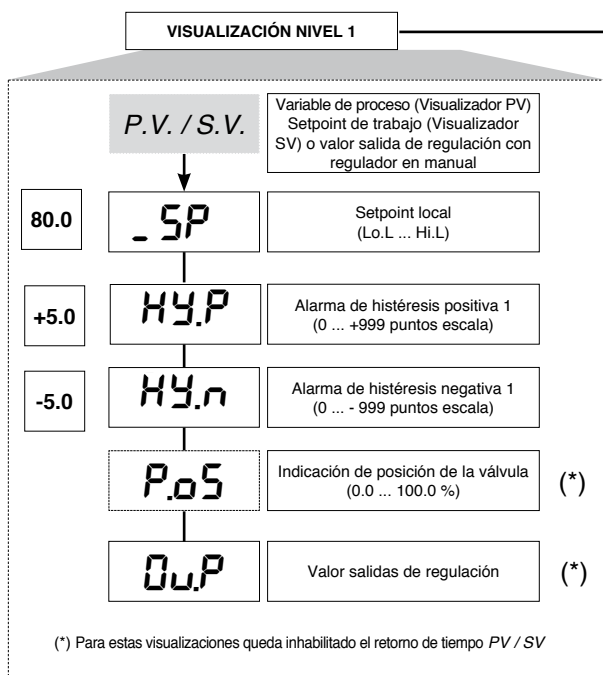 VISUALIZACIÓN NIVEL 1
P.V. / S.V.
Variable de proceso (Visualizador PV)
Setpoint de trabajo (Visualizador
SV) o valor salida de regulación con
regulador en manual
80.0
_ SP
Setpoint local
(Lo.L ... Hi.L)
+5.0
HY.P
Alarma de histéresis positiva 1
(0 ... +999 puntos escala)
-5.0
HY.n
Alarma de histéresis negativa 1
(0 ... - 999 puntos escala)
P.oS
Indicación de posición de la válvula
(0.0 ... 100.0 %)
(*)
Ou.P
Valor salidas de regulación
(*)
(*) Para estas visualizaciones queda inhabilitado el retorno de tiempo PV / SV